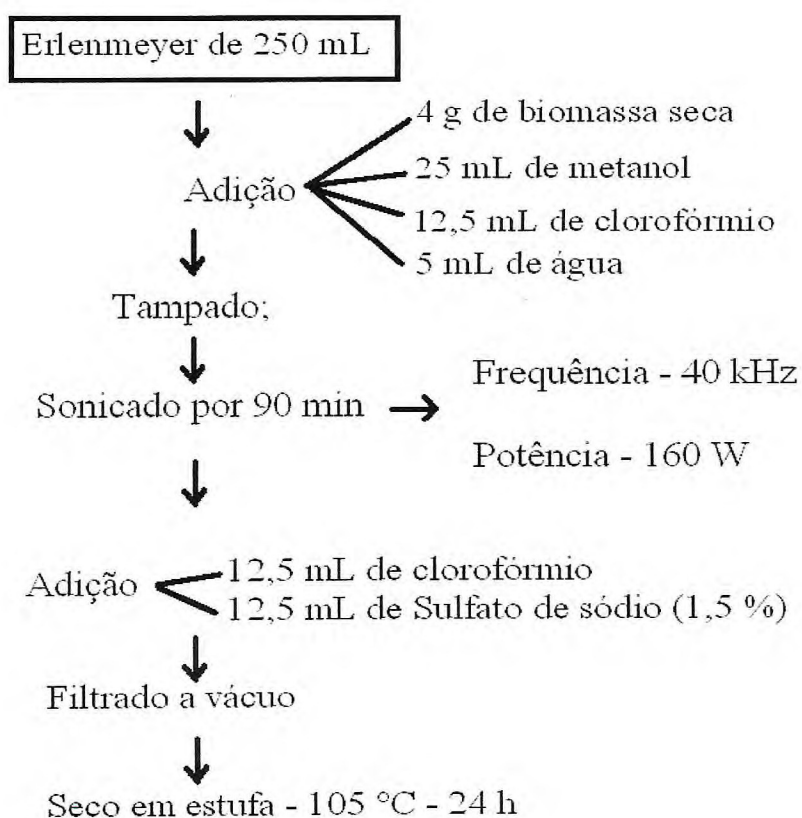 Erlenmeyer de 250 mL
4 g de biomassa seca
25 mL de metanol
Adição
12,5 mL de clorofórmio
5 mL de água
Tampado;
Frequência - 40 kHz
Sonicado por 90 min
Potência - 160 W
12,5 mL de clorofórmio
Adição
12,5 mL de Sulfato de sódio (1,5 %)
Filtrado a vácuo
Seco em estufa - 105 °C - 24 h